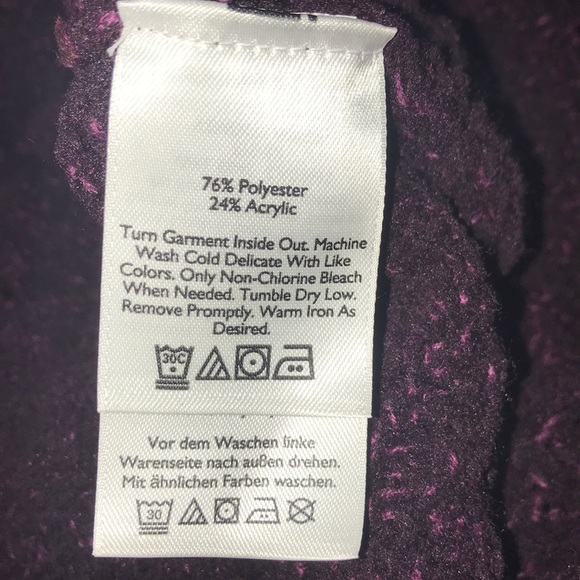 76% Polyester
24% Acrylic
Turn Garment Inside Out. Machine
Wash Cold Delicate With Like
Colors. Only Non-Chlorine Bleach
When Needed. Tumble Dry Low.
Remove Promptly. Warm Iron As
Desired.
30C
Vor dem Waschen linke
Warenseite nach außen drehen.
Mit ähnlichen Farben waschen.
30